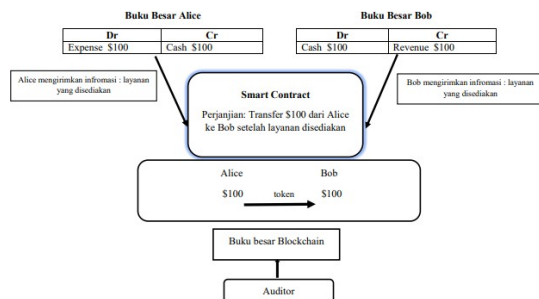 Buku Besar Alice
Buku Besar Bob
Dr Cr
Expense $100 Cash $100
Dr Cr
Cash $100 Revenue $100
Alice mengirimkan infromasi : layanan
yang disediakan
Bob mengirimkan infomasi : layanan
yang disediakan
Smart Contract
Perjanjian: Transfer $100 dari Alice
ke Bob setelah layanan disediakan
Alice Bob
$100 token $100
Buku besar Blockchain
Auditor